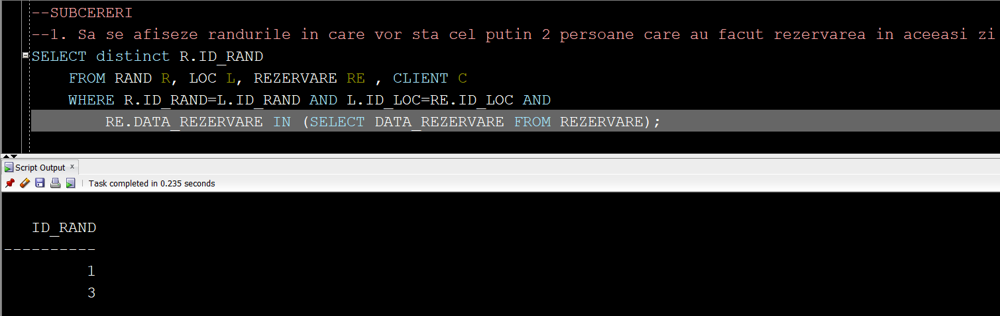 --SUBCERERI
--1. Sa se afiseze randurile in care vor sta cel putin 2 persoane care au facut rezervarea in aceeasi zi
SELECT distinct R.ID_RAND
FROM RAND R, LOC L, REZERVARE RE , CLIENT C
WHERE R.ID_RAND=L.ID_RAND AND L.ID_LOC=RE.ID_LOC AND
RE.DATA_REZERVARE IN (SELECT DATA_REZERVARE FROM REZERVARE);
Script Output x
Task completed in 0.235 seconds
ID_RAND
----------
1
3